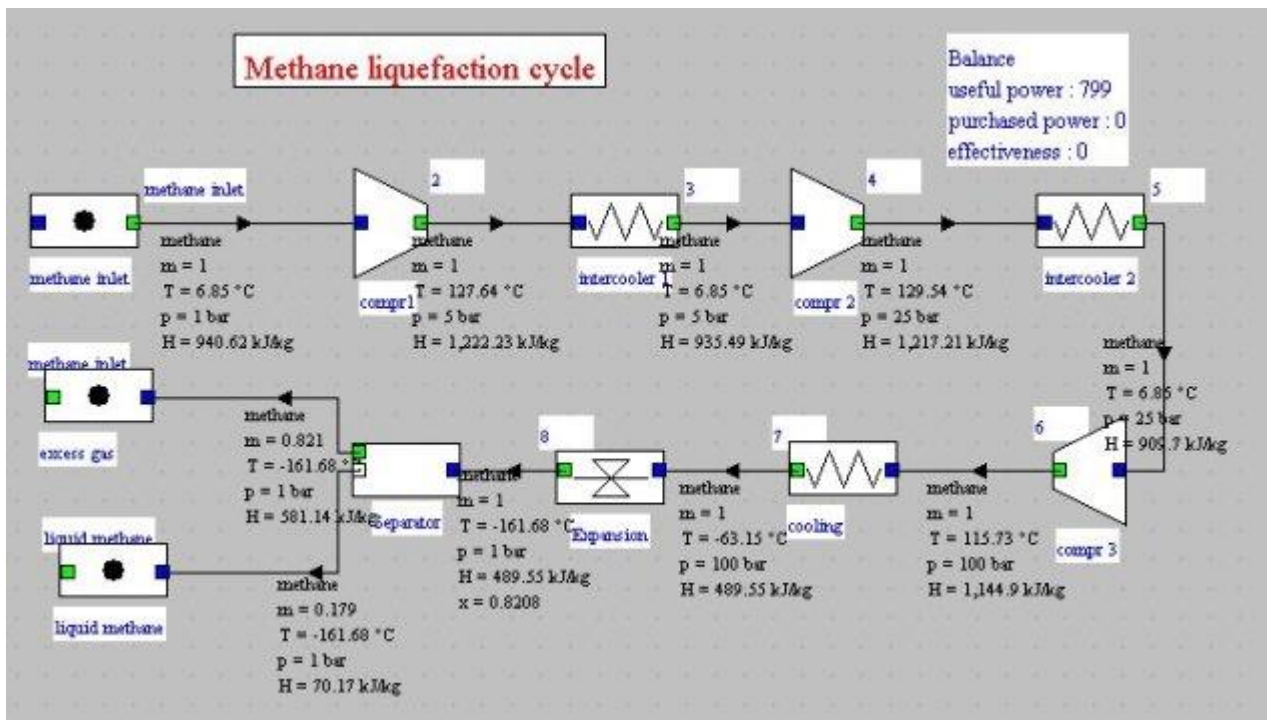 Methane liquefaction cycle
Balance
useful power : 799
purchased power : 0
effectiveness : 0
methane inlet
methane inlet
methane
m = 1
T = 6.85 °C
p = 1 bar
H = 940.62 kJ/kg
compr1
2
methane
m = 1
T = 127.64 °C
p = 5 bar
H = 1,222.23 kJ/kg
intercooler 1
3
methane
m = 1
T = 6.85 °C
p = 5 bar
H = 935.49 kJ/kg
compr 2
4
methane
m = 1
T = 129.54 °C
p = 25 bar
H = 1,217.21 kJ/kg
intercooler 2
5
methane
m = 1
T = 6.85 °C
p = 25 bar
H = 909.7 kJ/kg
compr 3
6
methane
m = 1
T = 115.73 °C
p = 100 bar
H = 1,144.9 kJ/kg
cooling
7
methane
m = 1
T = -63.15 °C
p = 100 bar
H = 489.55 kJ/kg
Expansion
8
methane
m = 1
T = -161.68 °C
p = 1 bar
H = 489.55 kJ/kg
x = 0.8208
Separator
methane inlet
excess gas
methane
m = 0.821
T = -161.68 °
p = 1 bar
H = 581.14 kJ/kg
liquid methane
liquid methane
methane
m = 0.179
T = -161.68 °C
p = 1 bar
H = 70.17 kJ/kg